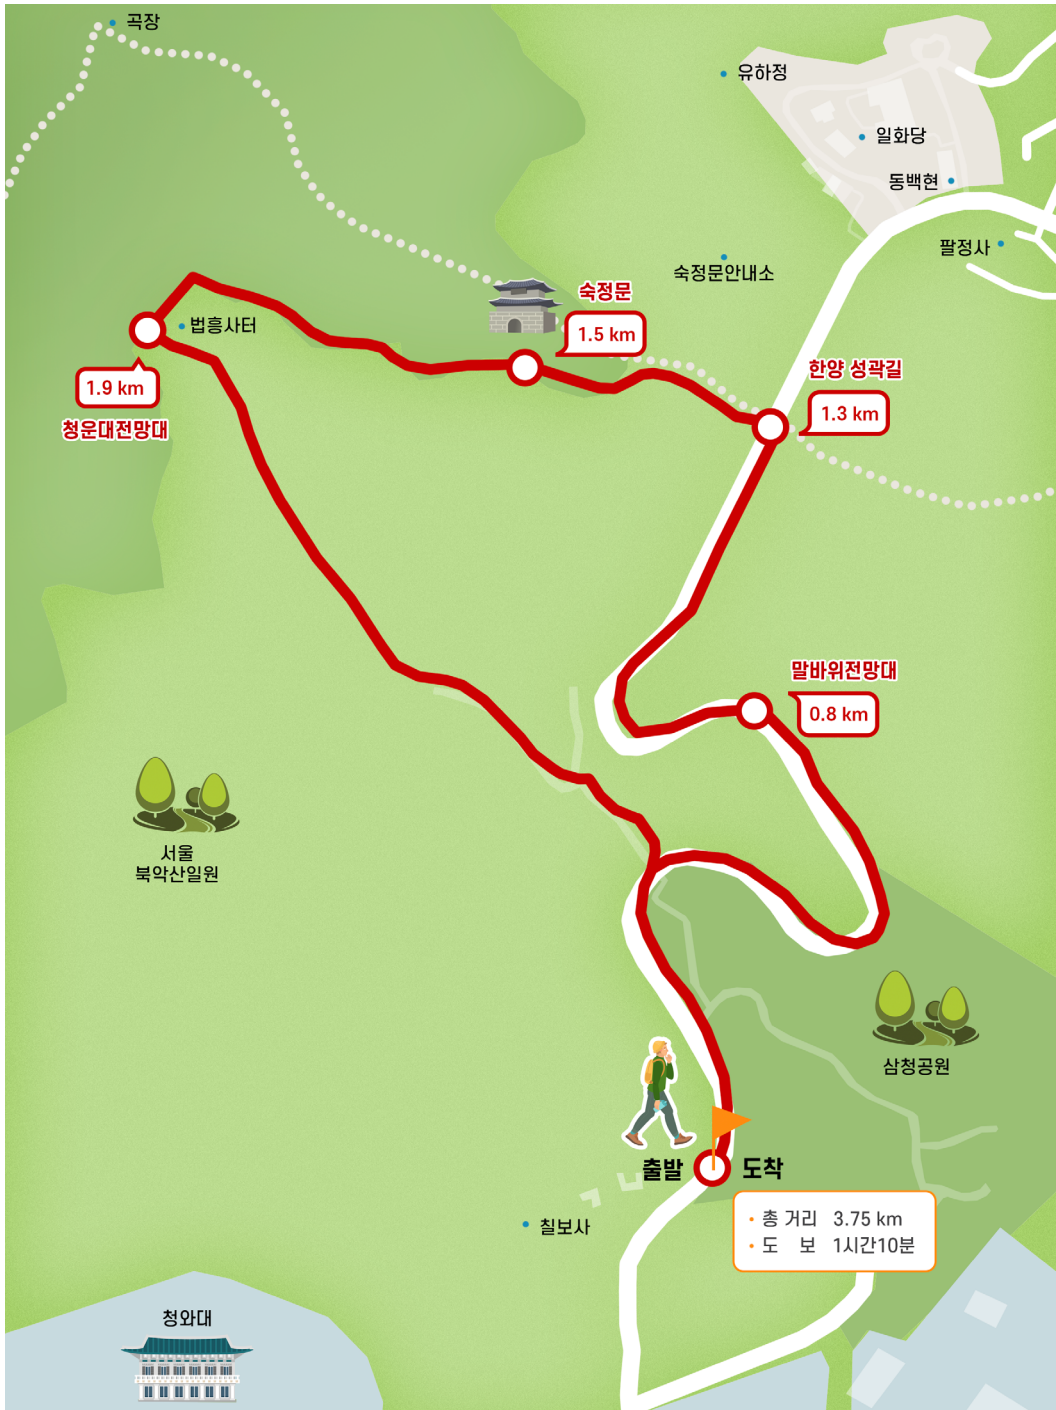 곡장
유하정
일화당
동백현
팔정사
숙정문안내소
숙정문
1.5 km
법흥사터
한양 성곽길
1.3 km
1.9 km
청운대전망대
말바위전망대
0.8 km
서울
북악산일원
삼청공원
출발
도착
• 총 거리 3.75 km
• 도 보 1시간10분
칠보사
청와대